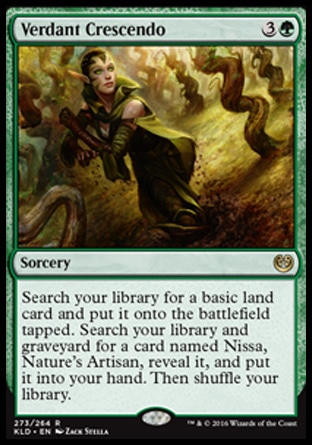 Verdant Crescendo 3
Sorcery
Search your library for a basic land
card and put it onto the battlefield
tapped. Search your library and
graveyard for a card named Nissa,
Nature's Artisan, reveal it, and put
it into your hand. Then shuffle your
library.
273/264 R
KLD • EN Zack Stella
™ & © 2016 Wizards of the Coast